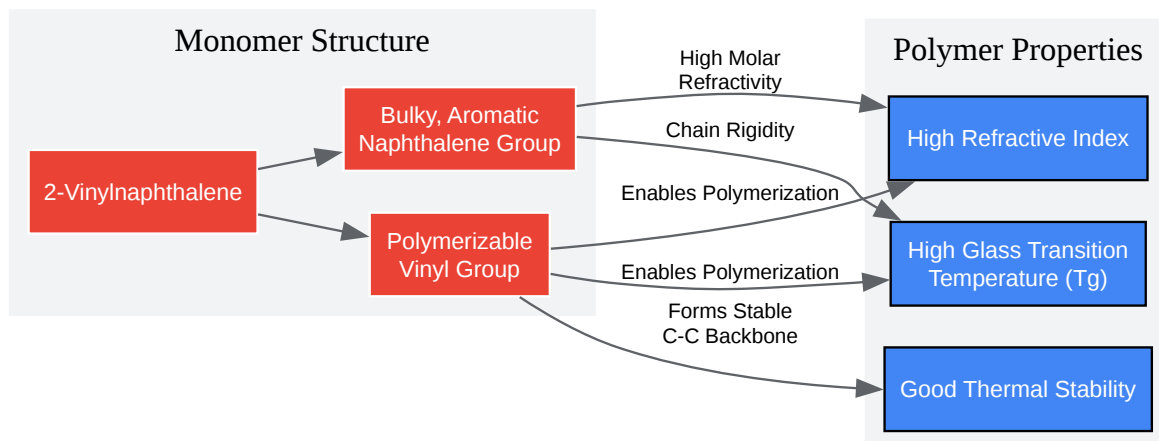 Monomer Structure
2-Vinylnaphthalene
Bulky, Aromatic
Naphthalene Group
Polymerizable
Vinyl Group
High Molar
Refractivity
Chain Rigidity
Enables Polymerization
Enables Polymerization
Forms Stable
C-C Backbone
Polymer Properties
High Refractive Index
High Glass Transition
Temperature (Tg)
Good Thermal Stability